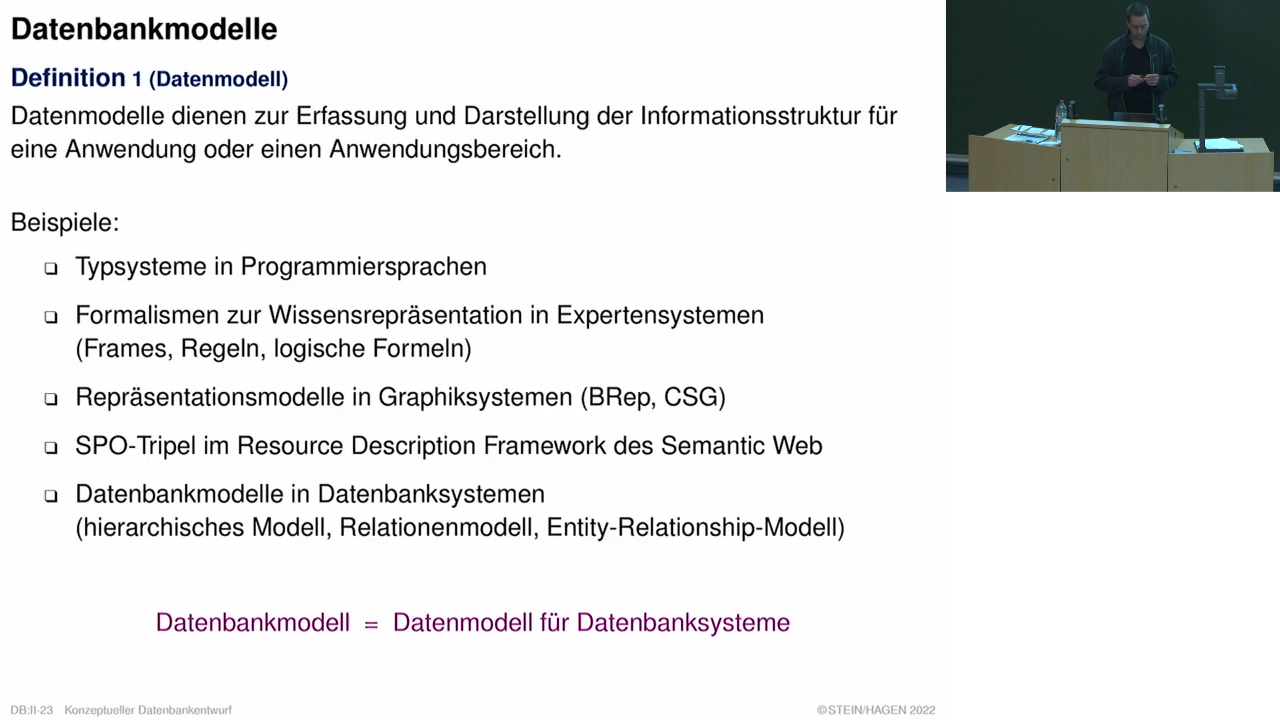 Datenbankmodelle
Definition 1 (Datenmodell)
Datenmodelle dienen zur Erfassung und Darstellung der Informationsstruktur für
eine Anwendung oder einen Anwendungsbereich.
Beispiele:
❑ Typsysteme in Programmiersprachen
❑ Formalismen zur Wissensrepräsentation in Expertensystemen
(Frames, Regeln, logische Formeln)
❑ Repräsentationsmodelle in Graphiksystemen (BRep, CSG)
❑ SPO-Tripel im Resource Description Framework des Semantic Web
❑ Datenbankmodelle in Datenbanksystemen
(hierarchisches Modell, Relationenmodell, Entity-Relationship-Modell)
Datenbankmodell = Datenmodell für Datenbanksysteme
DB:II-23 Konzeptueller Datenbankentwurf
©STEIN/HAGEN 2022